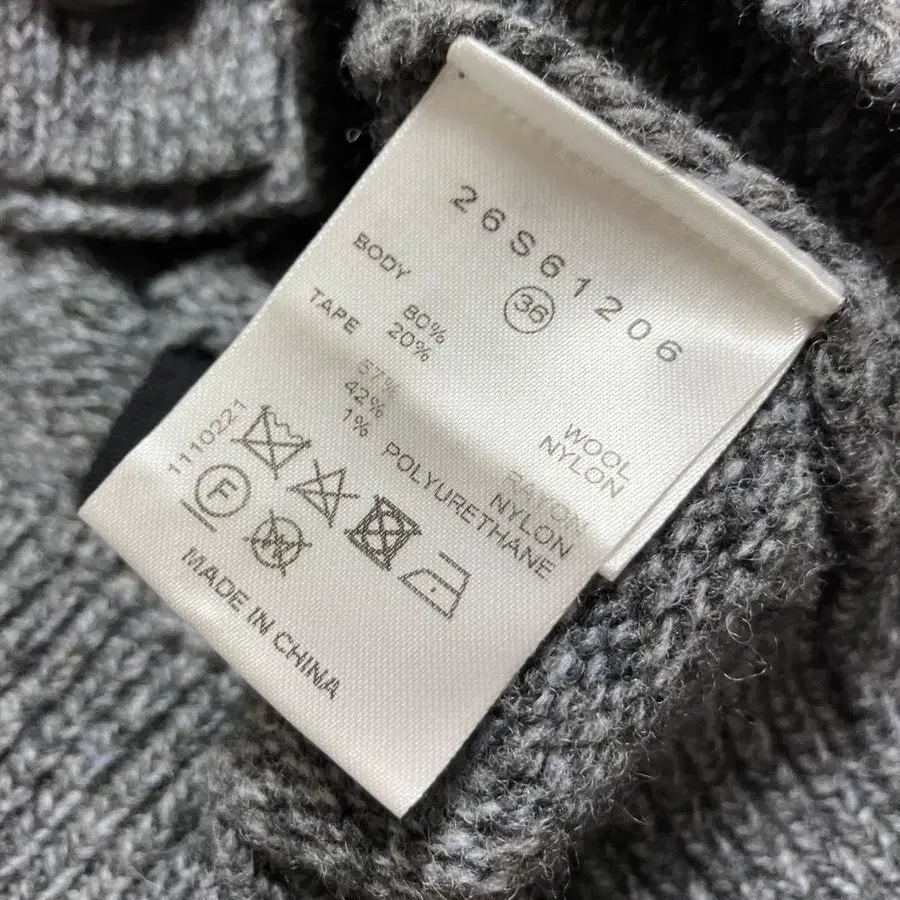 26S61206
36
BODY 80% WOOL
20% NYLON
TAPE 57% RAYON
42% NYLON
1% POLYURETHANE
1110221
F
MADE IN CHINA